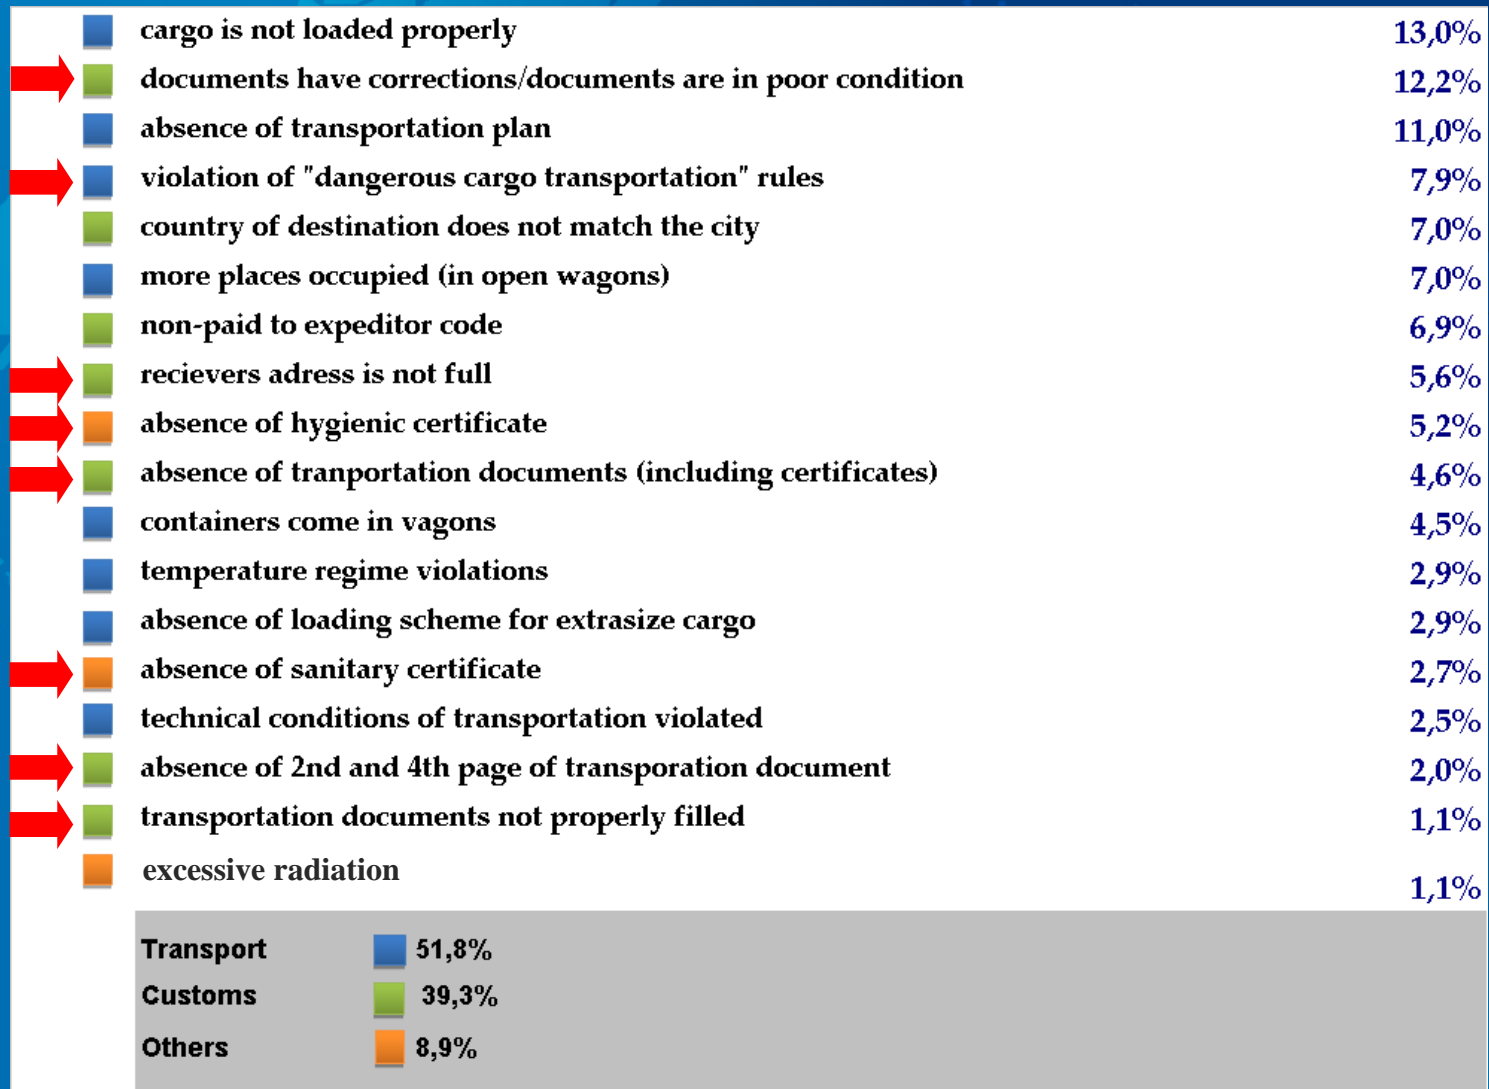 cargo is not loaded properly 13,0%
documents have corrections/documents are in poor condition 12,2%
absence of transportation plan 11,0%
violation of "dangerous cargo transportation" rules 7,9%
country of destination does not match the city 7,0%
more places occupied (in open wagons) 7,0%
non-paid to expeditor code 6,9%
recievers adress is not full 5,6%
absence of hygienic certificate 5,2%
absence of tranportation documents (including certificates) 4,6%
containers come in vagons 4,5%
temperature regime violations 2,9%
absence of loading scheme for extrasize cargo 2,9%
absence of sanitary certificate 2,7%
technical conditions of transportation violated 2,5%
absence of 2nd and 4th page of transporation document 2,0%
transportation documents not properly filled 1,1%
excessive radiation 1,1%
Transport 51,8%
Customs 39,3%
Others 8,9%